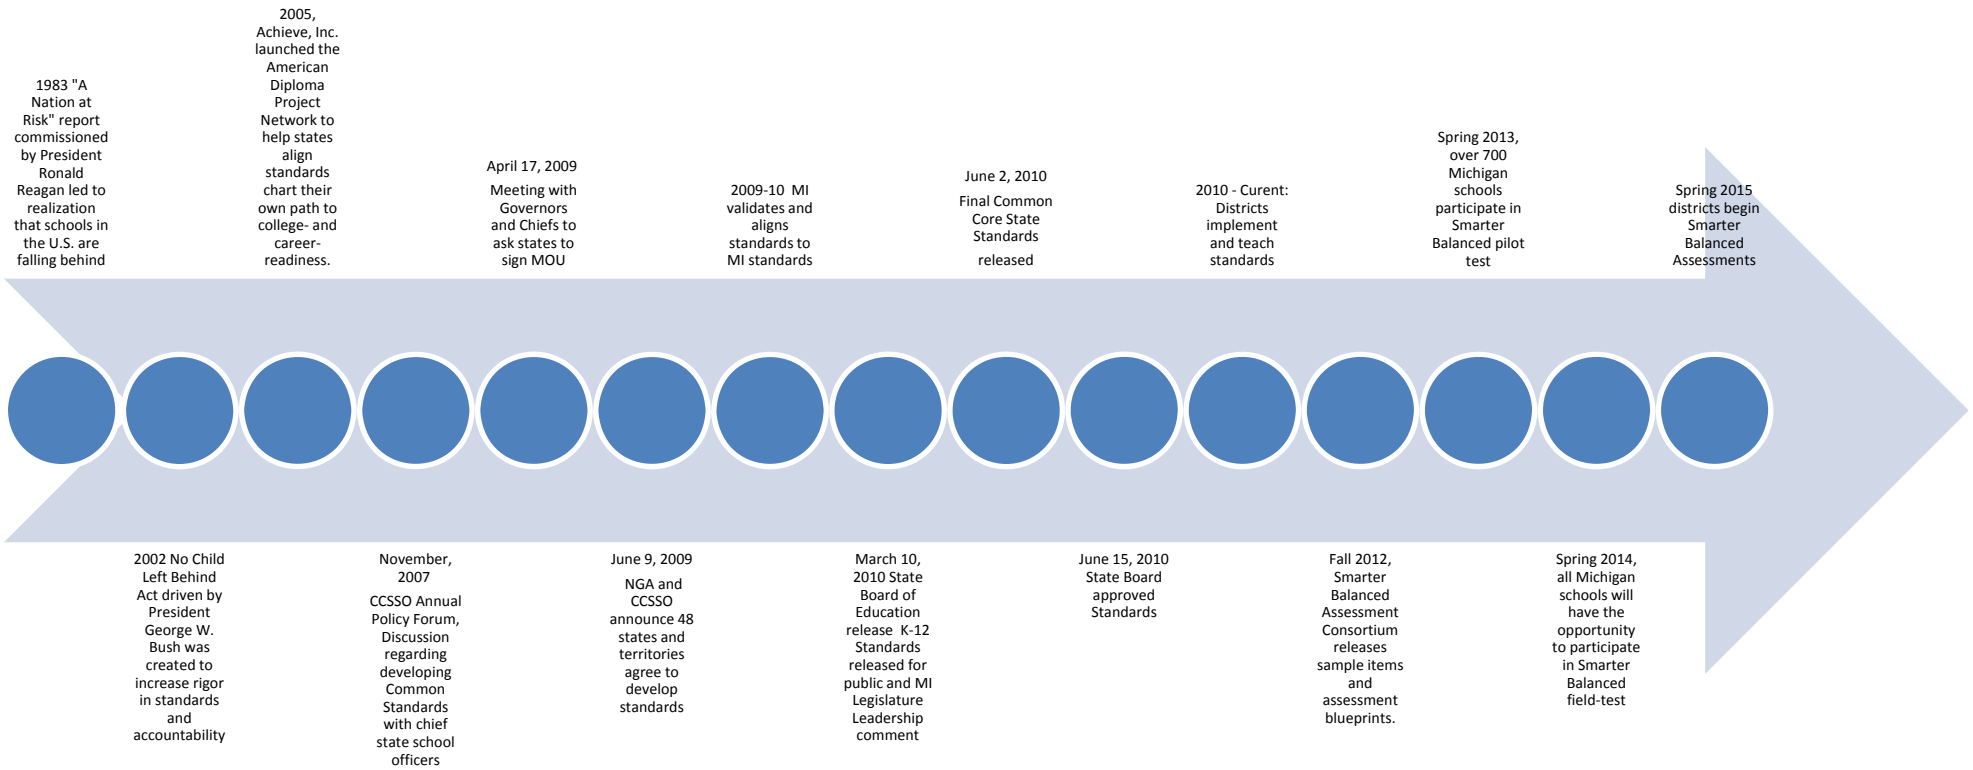 1983 "A
Nation at
Risk" report
commissioned
by President
Ronald
Reagan led to
realization
that schools in
the U.S. are
falling behind
2002 No Child
Left Behind
Act driven by
President
George W.
Bush was
created to
increase rigor
in standards
and
accountability
2005,
Achieve, Inc.
launched the
American
Diploma
Project
Network to
help states
align
standards
chart their
own path to
college- and
career-
readiness.
November,
2007
CCSSO Annual
Policy Forum,
Discussion
regarding
developing
Common
Standards
with chief
state school
officers
April 17, 2009
Meeting with
Governors
and Chiefs to
ask states to
sign MOU
June 9, 2009
NGA and
CCSSO
announce 48
states and
territories
agree to
develop
standards
2009-10 MI
validates and
aligns
standards to
MI standards
March 10,
2010 State
Board of
Education
release K-12
Standards
released for
public and MI
Legislature
Leadership
comment
June 2, 2010
Final Common
Core State
Standards
released
June 15, 2010
State Board
approved
Standards
2010 - Curent:
Districts
implement
and teach
standards
Fall 2012,
Smarter
Balanced
Assessment
Consortium
releases
sample items
and
assessment
blueprints.
Spring 2013,
over 700
Michigan
schools
participate in
Smarter
Balanced pilot
test
Spring 2014,
all Michigan
schools will
have the
opportunity
to participate
in Smarter
Balanced
field-test
Spring 2015
districts begin
Smarter
Balanced
Assessments